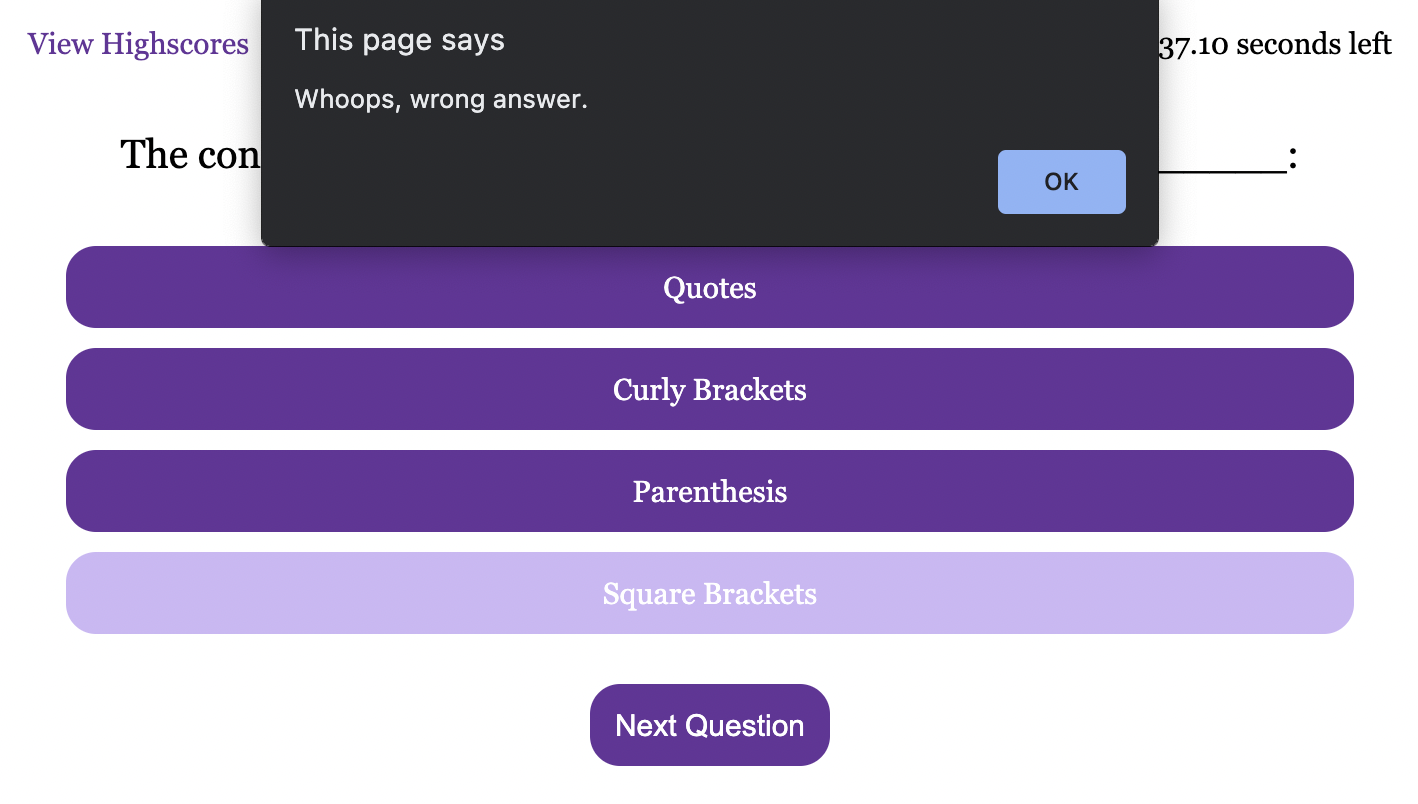 View Highscores
This page says
37.10 seconds left
Whoops, wrong answer.
The con
______:
OK
Quotes
Curly Brackets
Parenthesis
Square Brackets
Next Question